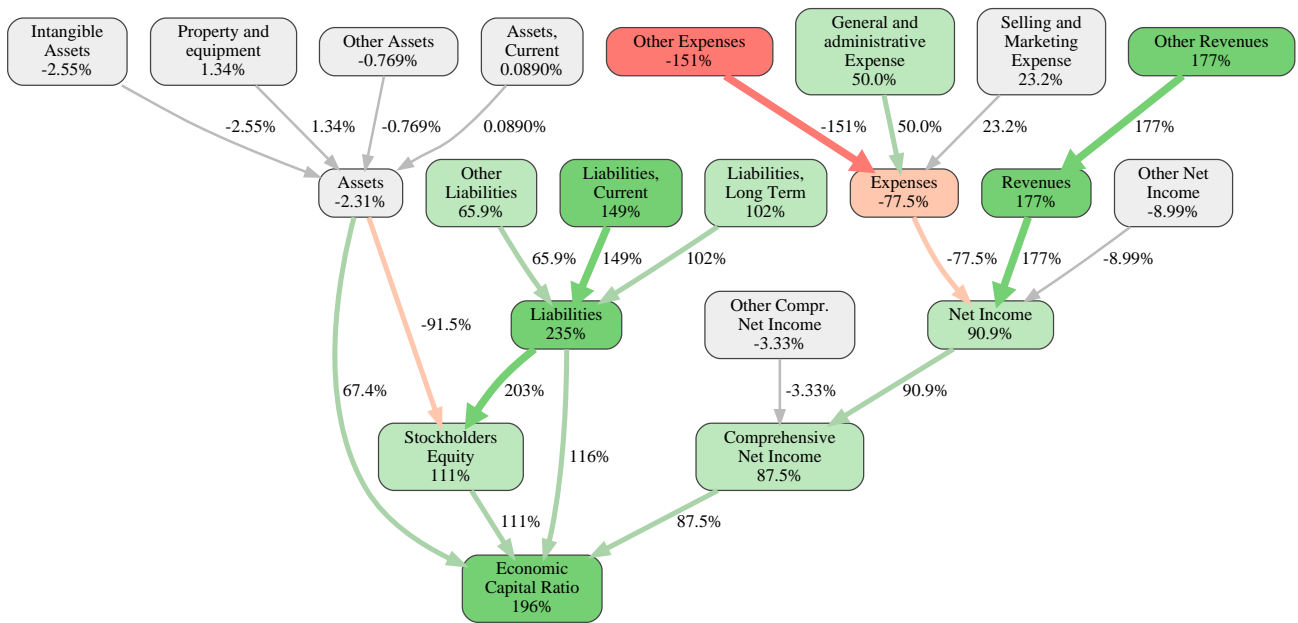 Intangible
Assets
-2.55%
Property and
equipment
1.34%
Other Assets
-0.769%
Assets,
Current
0.0890%
Other Expenses
-151%
General and
administrative
Expense
50.0%
Selling and
Marketing
Expense
23.2%
Other Revenues
177%
-2.55%
1.34%
-0.769%
0.0890%
-151%
50.0%
23.2%
177%
Assets
-2.31%
Other
Liabilities
65.9%
Liabilities,
Current
149%
Liabilities,
Long Term
102%
Expenses
-77.5%
Revenues
177%
Other Net
Income
-8.99%
65.9%
149%
102%
-77.5%
177%
-8.99%
Liabilities
235%
Other Compr.
Net Income
-3.33%
Net Income
90.9%
-91.5%
67.4%
203%
-3.33%
90.9%
Stockholders
Equity
111%
116%
Comprehensive
Net Income
87.5%
111%
87.5%
Economic
Capital Ratio
196%